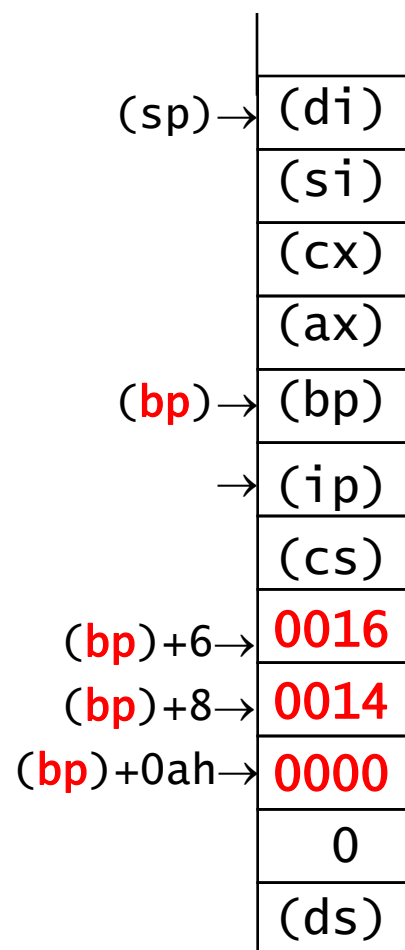 (sp)→ (di)
(si)
(cx)
(ax)
(bp)→ (bp)
→ (ip)
(cs)
(bp)+6→ 0016
(bp)+8→ 0014
(bp)+0ah→ 0000
0
(ds)